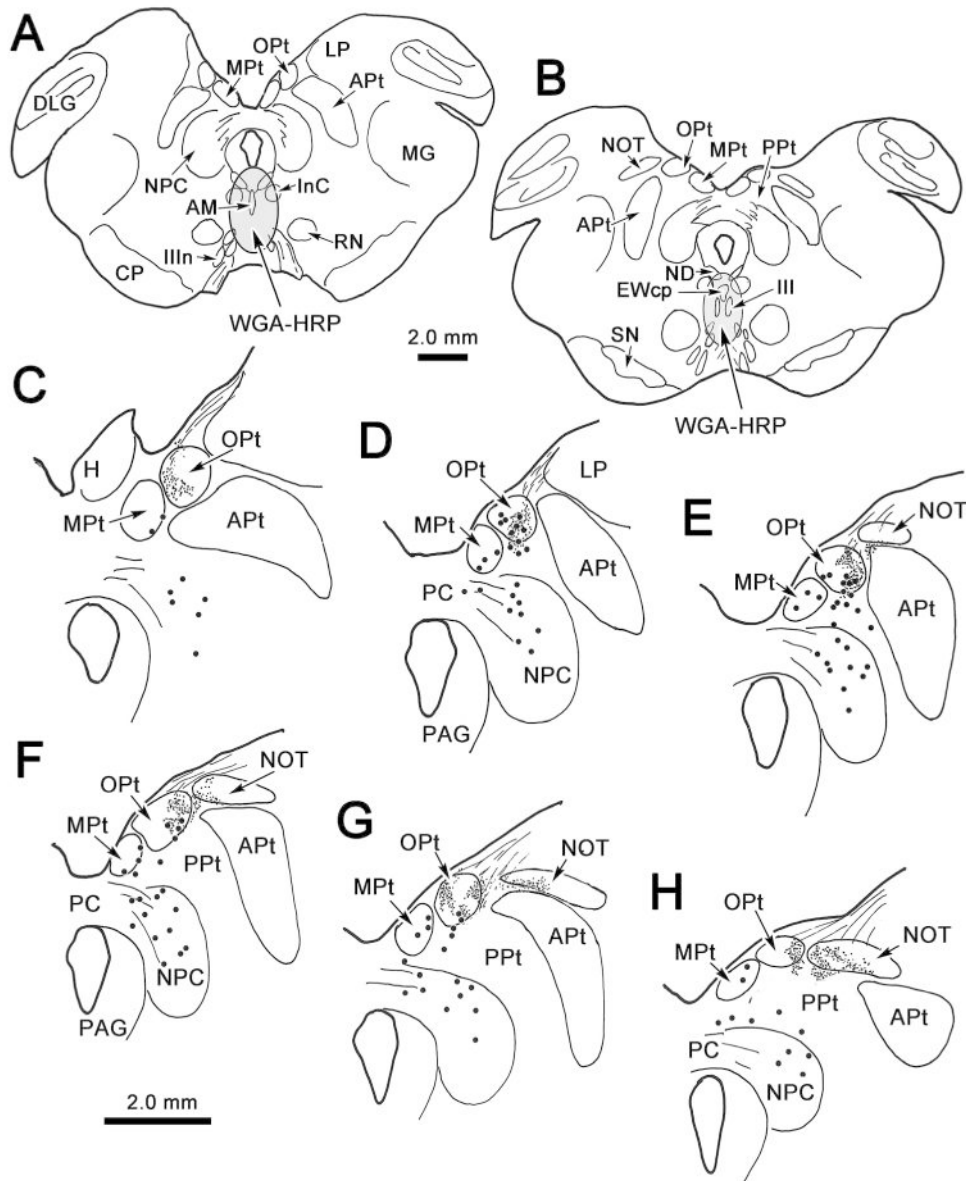 A
OPt
LP
MPt
APt
DLG
MG
NPC
InC
AM
RN
IIIn
CP
WGA-HRP
2.0 mm
B
OPt
NOT
MPt
PPt
APt
ND
EWcp
III
SN
WGA-HRP
C
H
OPt
MPt
APt
D
OPt
LP
MPt
PC
APt
NPC
PAG
E
NOT
OPt
MPt
APt
F
NOT
OPt
MPt
APt
PPt
PC
NPC
PAG
2.0 mm
G
OPt
NOT
MPt
APt
PPt
H
OPt
NOT
MPt
PPt
APt
PC
NPC